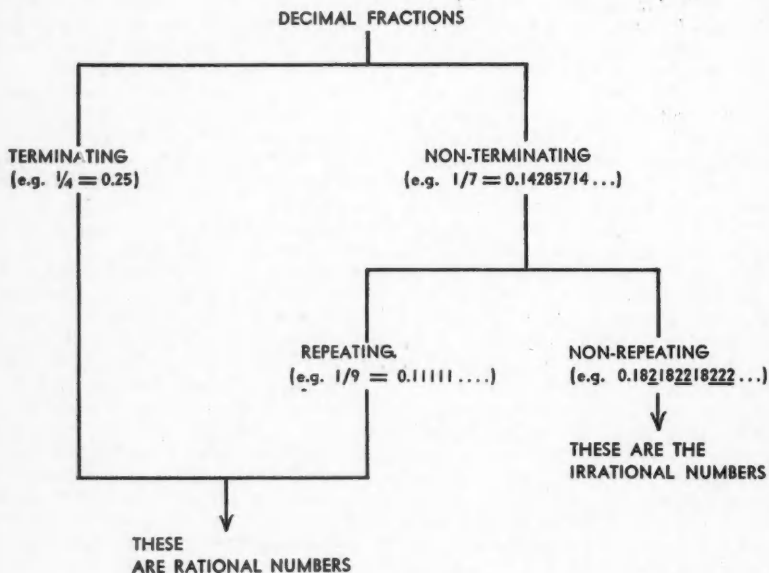 DECIMAL FRACTIONS
TERMINATING
(e.g. ¼ = 0.25)
NON-TERMINATING
(e.g. 1/7 = 0.14285714...)
REPEATING.
(e.g. 1/9 = 0.11111....)
NON-REPEATING
(e.g. 0.182182218222...)
THESE ARE THE
IRRATIONAL NUMBERS
THESE
ARE RATIONAL NUMBERS